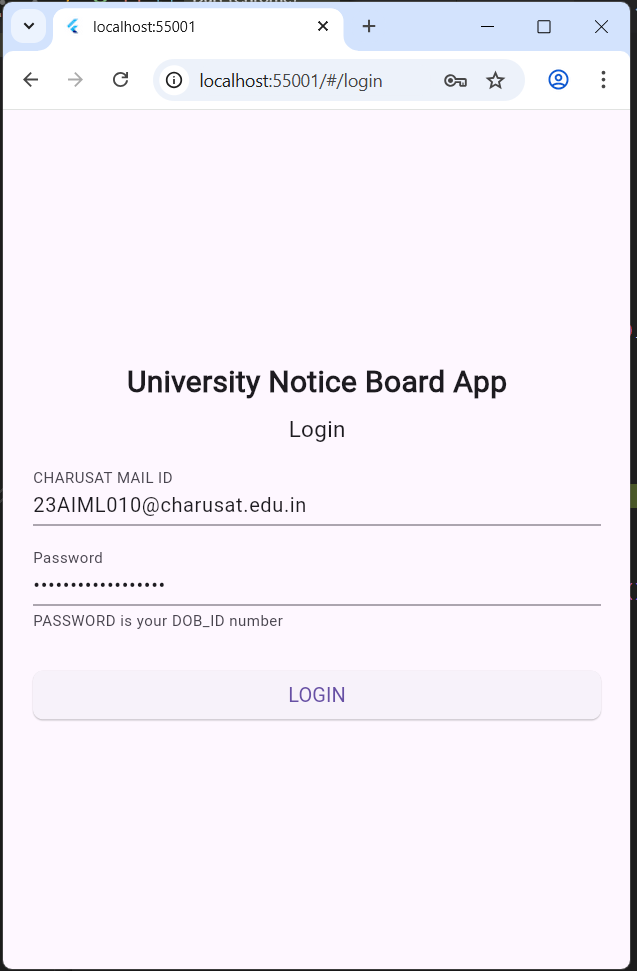 localhost:55001
localhost:55001/#/login
University Notice Board App
Login
CHARUSAT MAIL ID
23AIML010@charusat.edu.in
Password
••••••••••••••••••
PASSWORD is your DOB_ID number
LOGIN